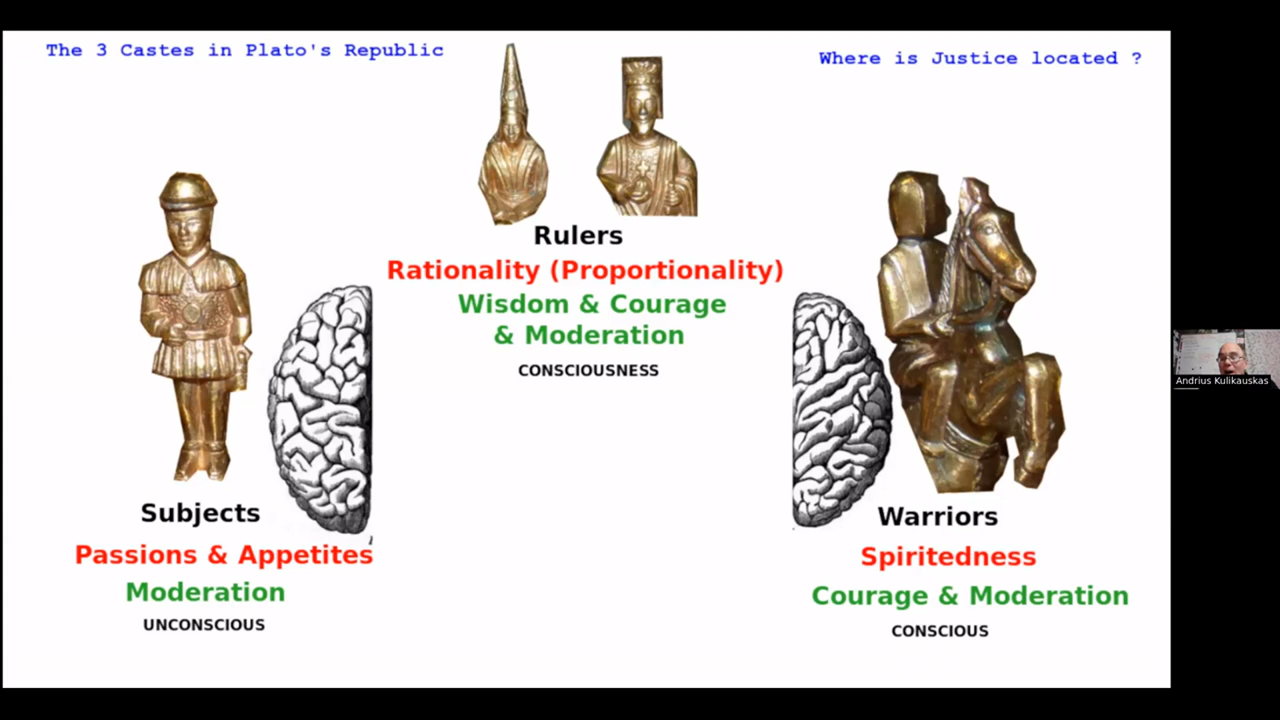 The 3 Castes in Plato's Republic
Where is Justice located ?
Rulers
Rationality (Proportionality)
Wisdom & Courage
& Moderation
CONSCIOUSNESS
Subjects
Passions & Appetites
Moderation
UNCONSCIOUS
Warriors
Spiritedness
Courage & Moderation
CONSCIOUS
Andrius Kulikauskas